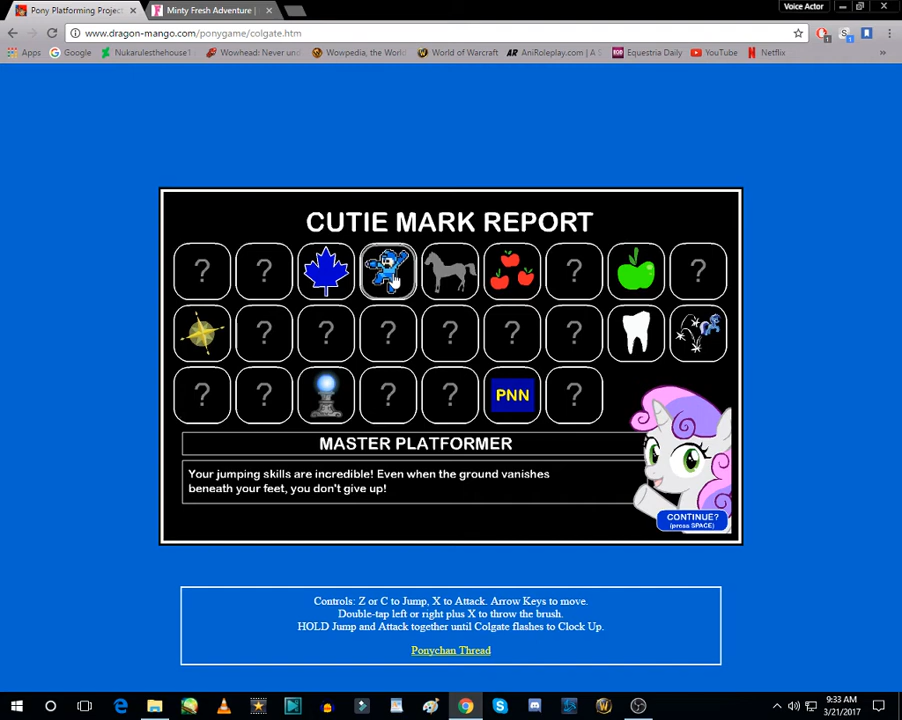 Pony Platforming Project
Minty Fresh Adventure |
Voice Actor
www.dragon-mango.com/ponygame/colgate.htm
Apps
Google
Nukarulesthehouse1
Wowhead: Never und
Wowpedia, the World
World of Warcraft
AniRoleplay.com | A S
EQD
Equestria Daily
YouTube
Netflix
CUTIE MARK REPORT
? ? ? ?
? ? ? ? ? ?
? ? ? ? PNN ?
MASTER PLATFORMER
Your jumping skills are incredible! Even when the ground vanishes
beneath your feet, you don't give up!
CONTINUE?
(press SPACE)
Controls: Z or C to Jump, X to Attack. Arrow Keys to move.
Double-tap left or right plus X to throw the brush.
HOLD Jump and Attack together until Colgate flashes to Clock Up.
Ponychan Thread
9:33 AM
3/21/2017